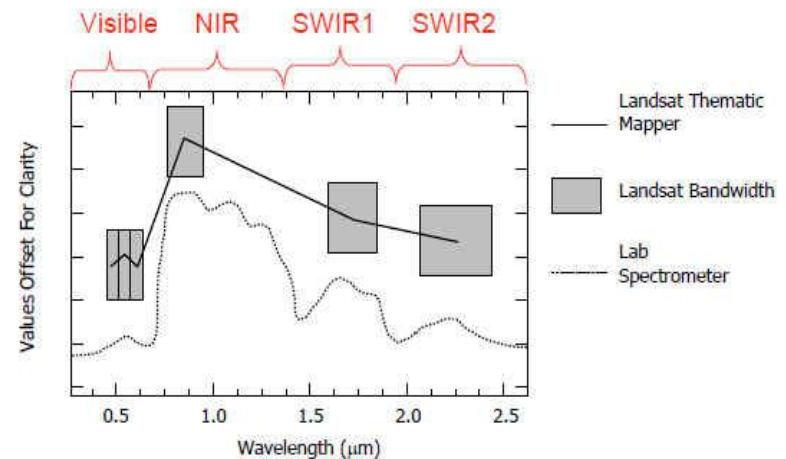 Visible NIR SWIR1 SWIR2
Landsat Thematic
Mapper
Landsat Bandwidth
Lab
Spectrometer
Values Offset For Clarity
0.5 1.0 1.5 2.0 2.5
Wavelength (μm)